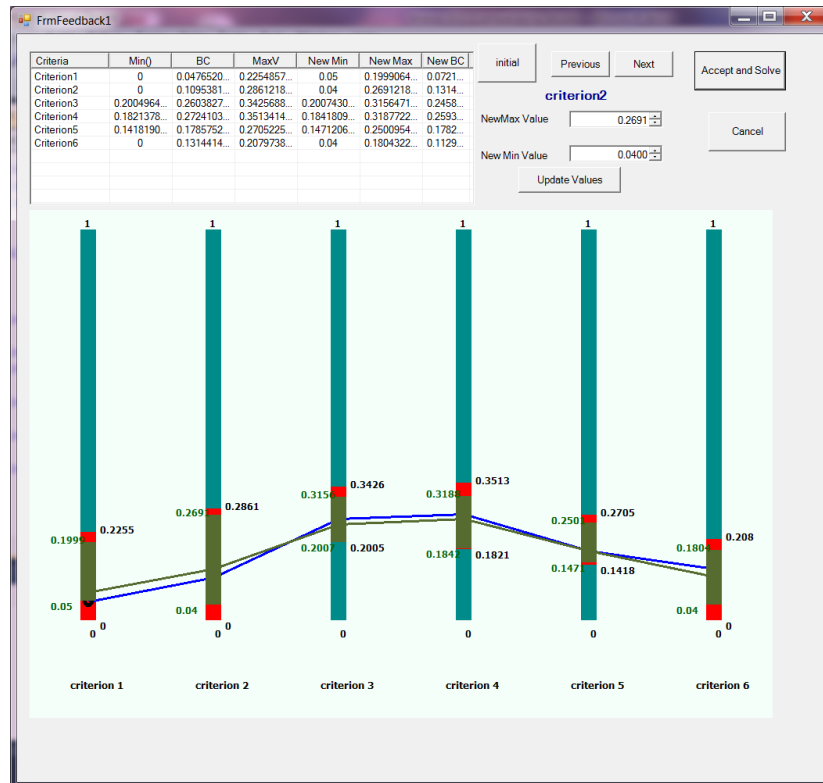 FrmFeedback1
Criteria Min() BC MaxV New Min New Max New BC
Criterion1 0 0.0476520... 0.2254857... 0.05 0.1999064... 0.0721...
Criterion2 0 0.1095381... 0.2861218... 0.04 0.2691218... 0.1314...
Criterion3 0.2004964... 0.2603827... 0.3425688... 0.2007430... 0.3156471... 0.2458...
Criterion4 0.1821378... 0.2724103... 0.3513414... 0.1841809... 0.3187722... 0.2593...
Criterion5 0.1418190... 0.1785752... 0.2705225... 0.1471206... 0.2500954... 0.1782...
Criterion6 0 0.1314414... 0.2079738... 0.04 0.1804322... 0.1129...
initial Previous Next Accept and Solve
criterion2
NewMax Value 0.2691
Cancel
New Min Value 0.0400
Update Values
1 1 1 1 1 1
0.3426 0.3513
0.3156 0.3188
0.2691 0.2861 0.2501 0.2705
0.1999 0.2255 0.1804 0.208
0.2007 0.2005 0.1842 0.1821
0.1471 0.1418
0.05 0.04 0.04
0 0 0
0 0 0 0 0 0
criterion 1 criterion 2 criterion 3 criterion 4 criterion 5 criterion 6